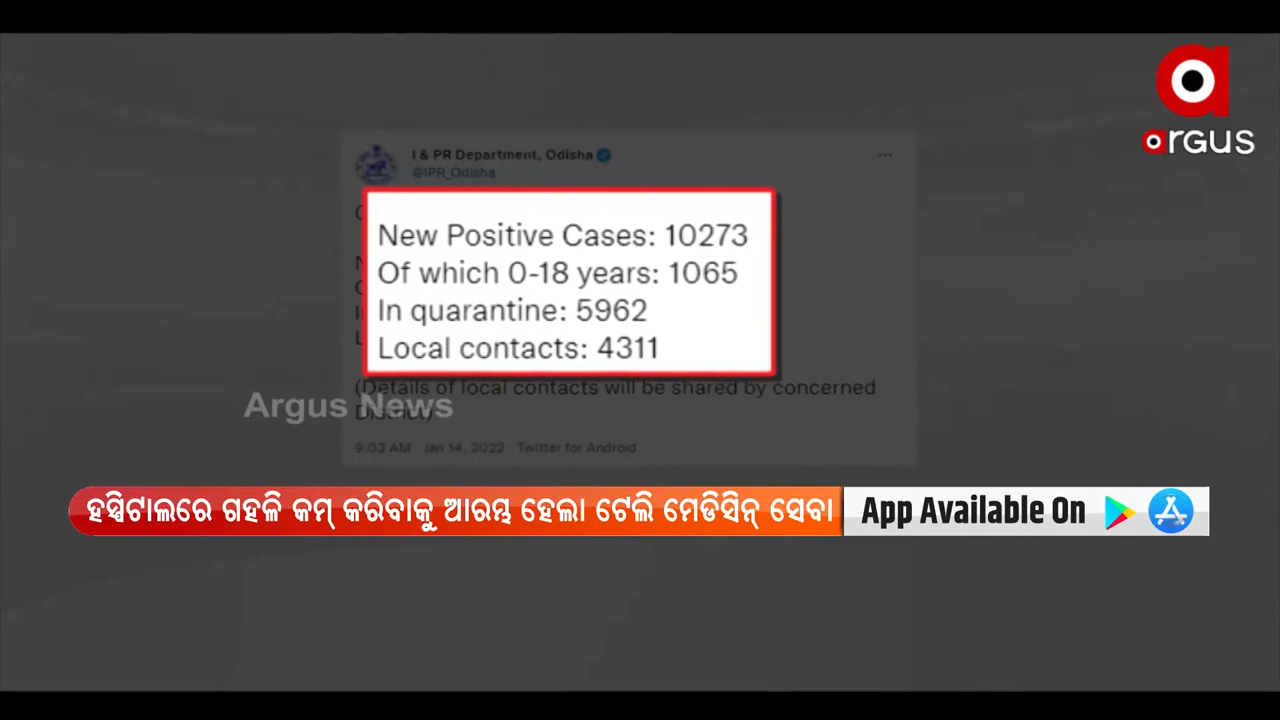 argus
I & PR Department, Odisha
@IPR_Odisha
New Positive Cases: 10273
Of which 0-18 years: 1065
In quarantine: 5962
Local contacts: 4311
(Details of local contacts will be shared by concerned
District)
Argus News
9:03 AM · Jan 14, 2022 · Twitter for Android
ହସ୍ପିଟାଲରେ ଗହଳି କମ୍ କରିବାକୁ ଆରମ୍ଭ ହେଲା ଟେଲି ମେଡିସିନ୍ ସେବା
App Available On